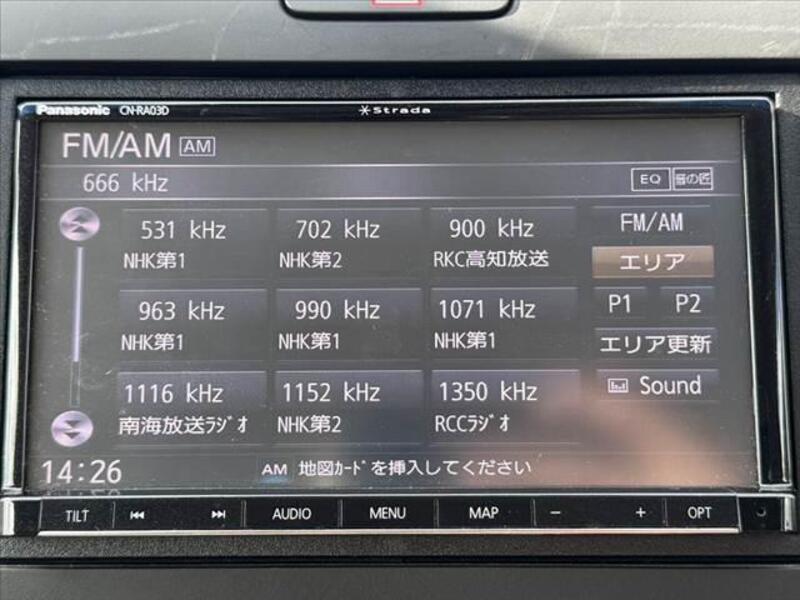 Panasonic CN-RA03D Strada
FM/AM AM
666 kHz EQ 音の匠
531 kHz 702 kHz 900 kHz FM/AM
NHK第1 NHK第2 RKC高知放送 エリア
963 kHz 990 kHz 1071 kHz P1 P2
NHK第1 NHK第1 NHK第1 エリア更新
1116 kHz 1152 kHz 1350 kHz Sound
南海放送ラジオ NHK第2 RCCラジオ
14:26 AM 地図カードを挿入してください
TILT AUDIO MENU MAP − + OPT